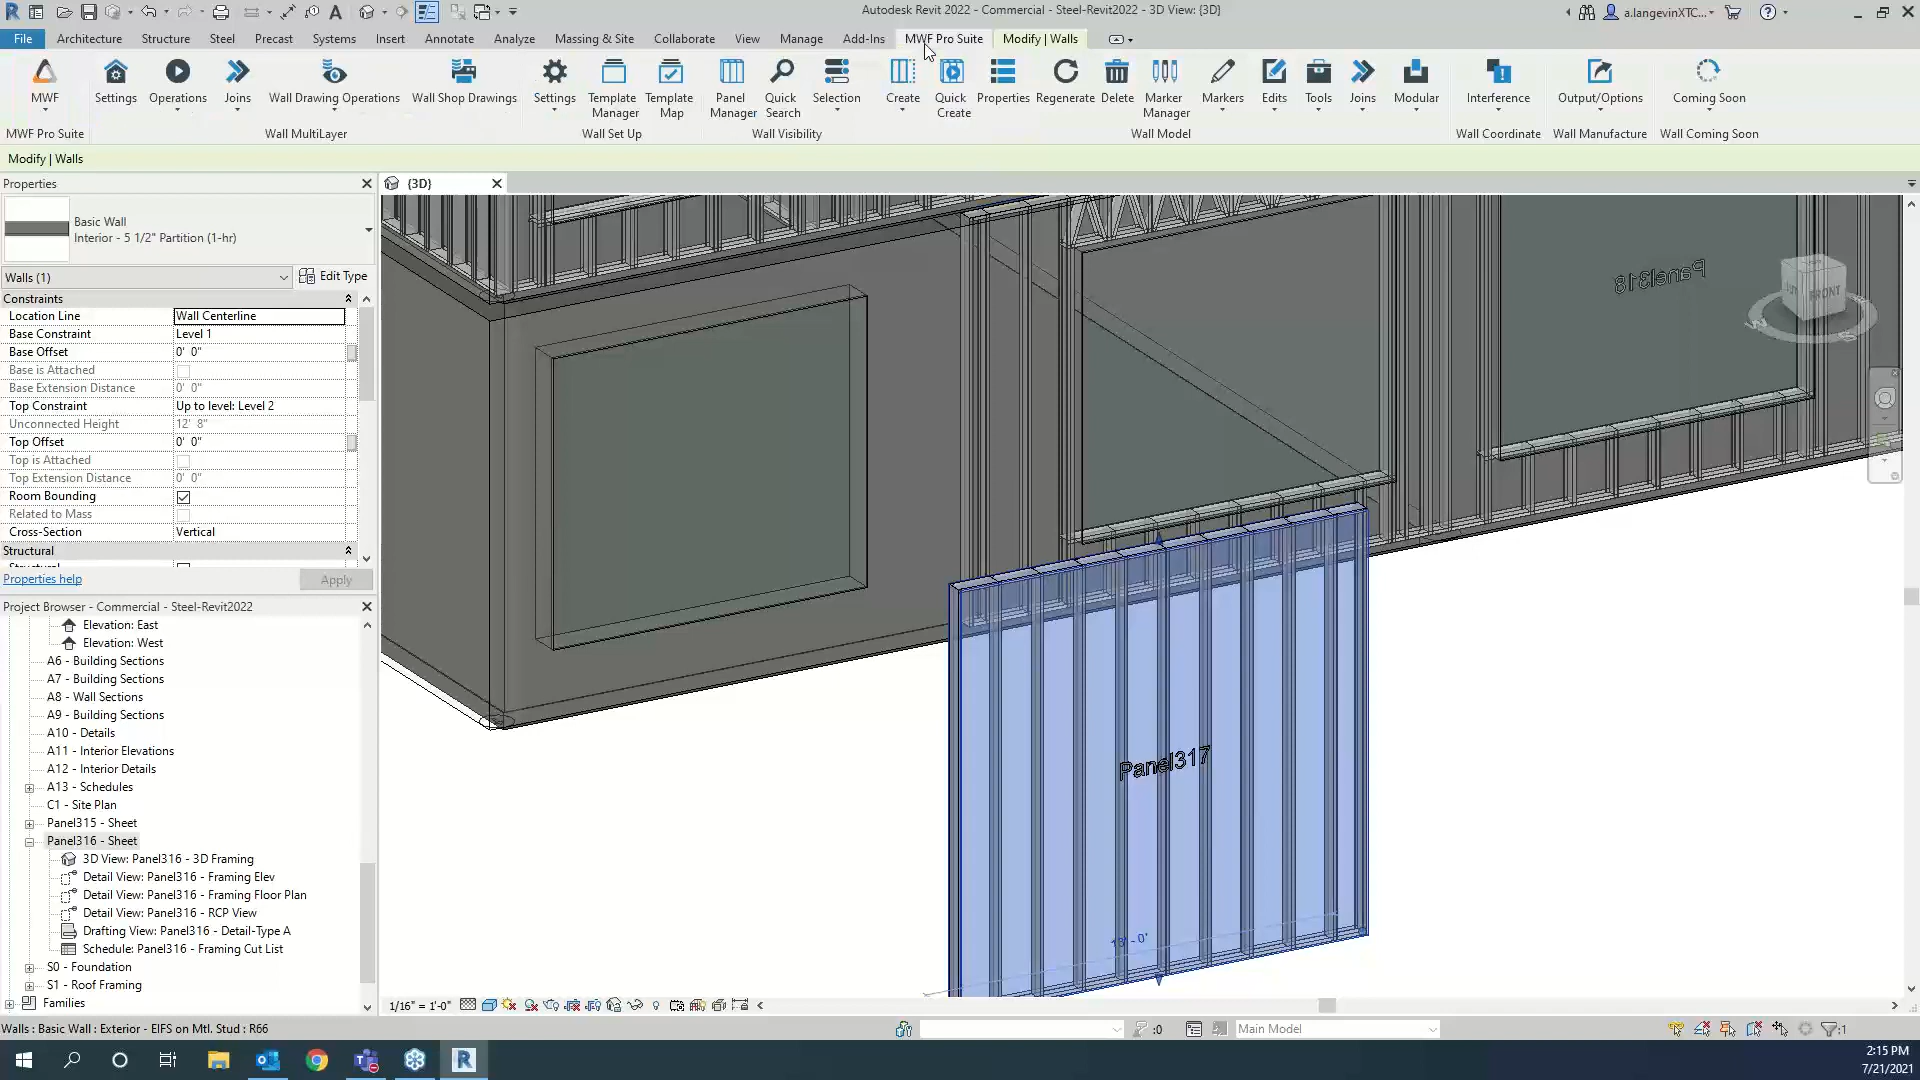 Autodesk Revit 2022 - Commercial - Steel-Revit2022 - 3D View: {3D}
a.langevinXTC...
File Architecture Structure Steel Precast Systems Insert Annotate Analyze Massing & Site Collaborate View Manage Add-Ins MWF Pro Suite Modify | Walls
MWF Settings Operations Joins Wall Drawing Operations Wall Shop Drawings Settings Template Manager Template Map Panel Manager Quick Search Selection Create Quick Create Properties Regenerate Delete Marker Manager Markers Edits Tools Joins Modular Interference Output/Options Coming Soon
MWF Pro Suite Wall MultiLayer Wall Set Up Wall Visibility Wall Model Wall Coordinate Wall Manufacture Wall Coming Soon
Modify | Walls
Properties
{3D}
Basic Wall
Interior - 5 1/2" Partition (1-hr)
Walls (1) Edit Type
Constraints
Location Line Wall Centerline
Base Constraint Level 1
Base Offset 0' 0"
Base is Attached
Base Extension Distance 0' 0"
Top Constraint Up to level: Level 2
Unconnected Height 12' 8"
Top Offset 0' 0"
Top is Attached
Top Extension Distance 0' 0"
Room Bounding
Related to Mass
Cross-Section Vertical
Structural
Properties help Apply
Project Browser - Commercial - Steel-Revit2022
Elevation: East
Elevation: West
A6 - Building Sections
A7 - Building Sections
A8 - Wall Sections
A9 - Building Sections
A10 - Details
A11 - Interior Elevations
A12 - Interior Details
A13 - Schedules
C1 - Site Plan
Panel315 - Sheet
Panel316 - Sheet
3D View: Panel316 - 3D Framing
Detail View: Panel316 - Framing Elev
Detail View: Panel316 - Framing Floor Plan
Detail View: Panel316 - RCP View
Drafting View: Panel316 - Detail-Type A
Schedule: Panel316 - Framing Cut List
S0 - Foundation
S1 - Roof Framing
Families
Panel318
FRONT
Panel317
1/16" = 1'-0"
Walls : Basic Wall : Exterior - EIFS on Mtl. Stud : R66
:0
Main Model
:1
2:15 PM
7/21/2021